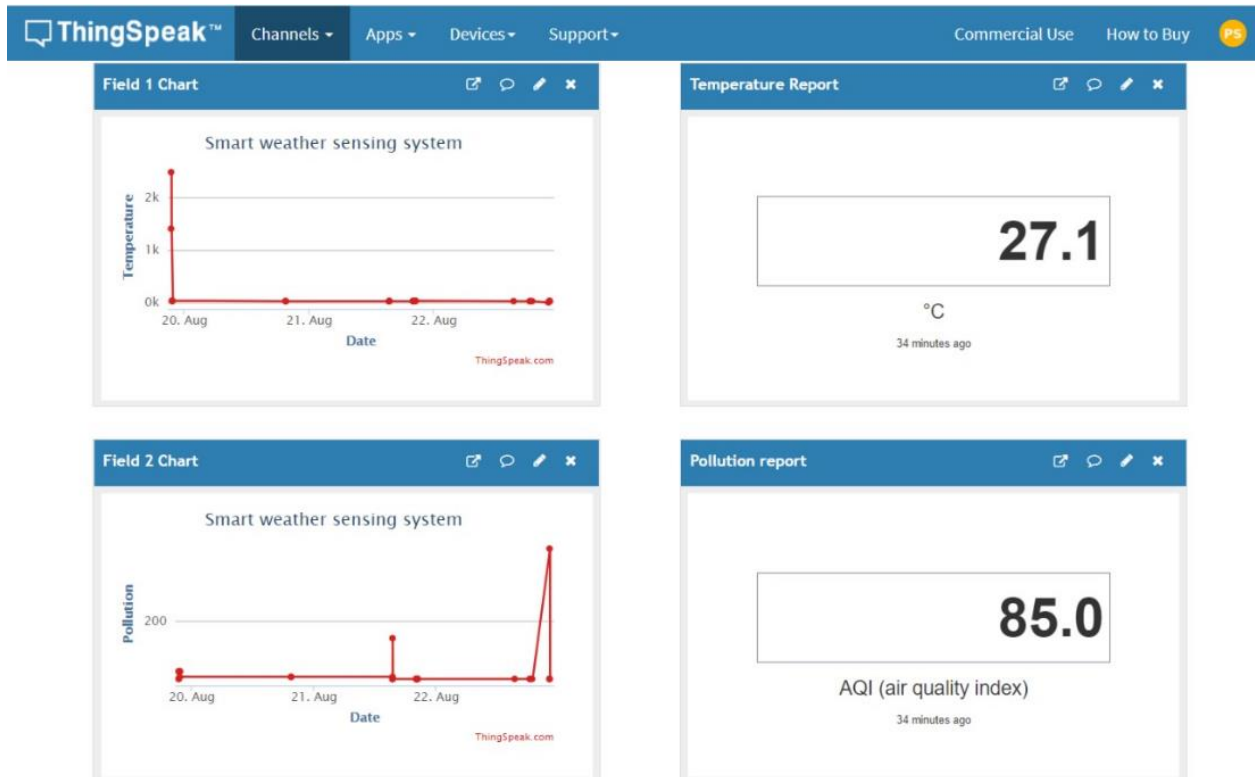 ThingSpeak™ Channels Apps Devices Support Commercial Use How to Buy PS
Field 1 Chart
Smart weather sensing system
Temperature
2k
1k
0k
20. Aug 21. Aug 22. Aug
Date
ThingSpeak.com
Temperature Report
27.1
°C
34 minutes ago
Field 2 Chart
Smart weather sensing system
Pollution
200
20. Aug 21. Aug 22. Aug
Date
ThingSpeak.com
Pollution report
85.0
AQI (air quality index)
34 minutes ago